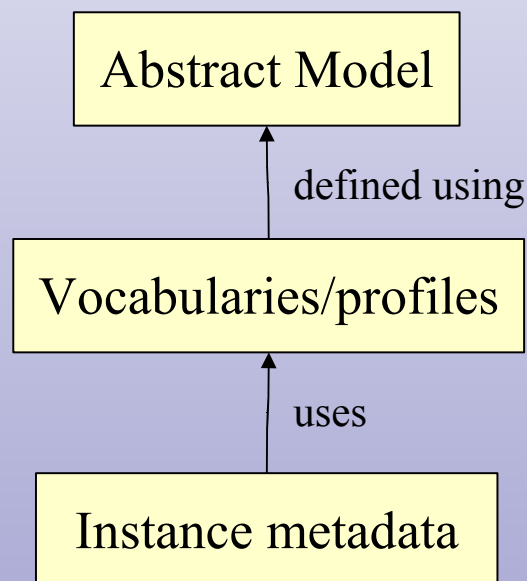 Abstract Model
defined using
Vocabularies/profiles
uses
Instance metadata